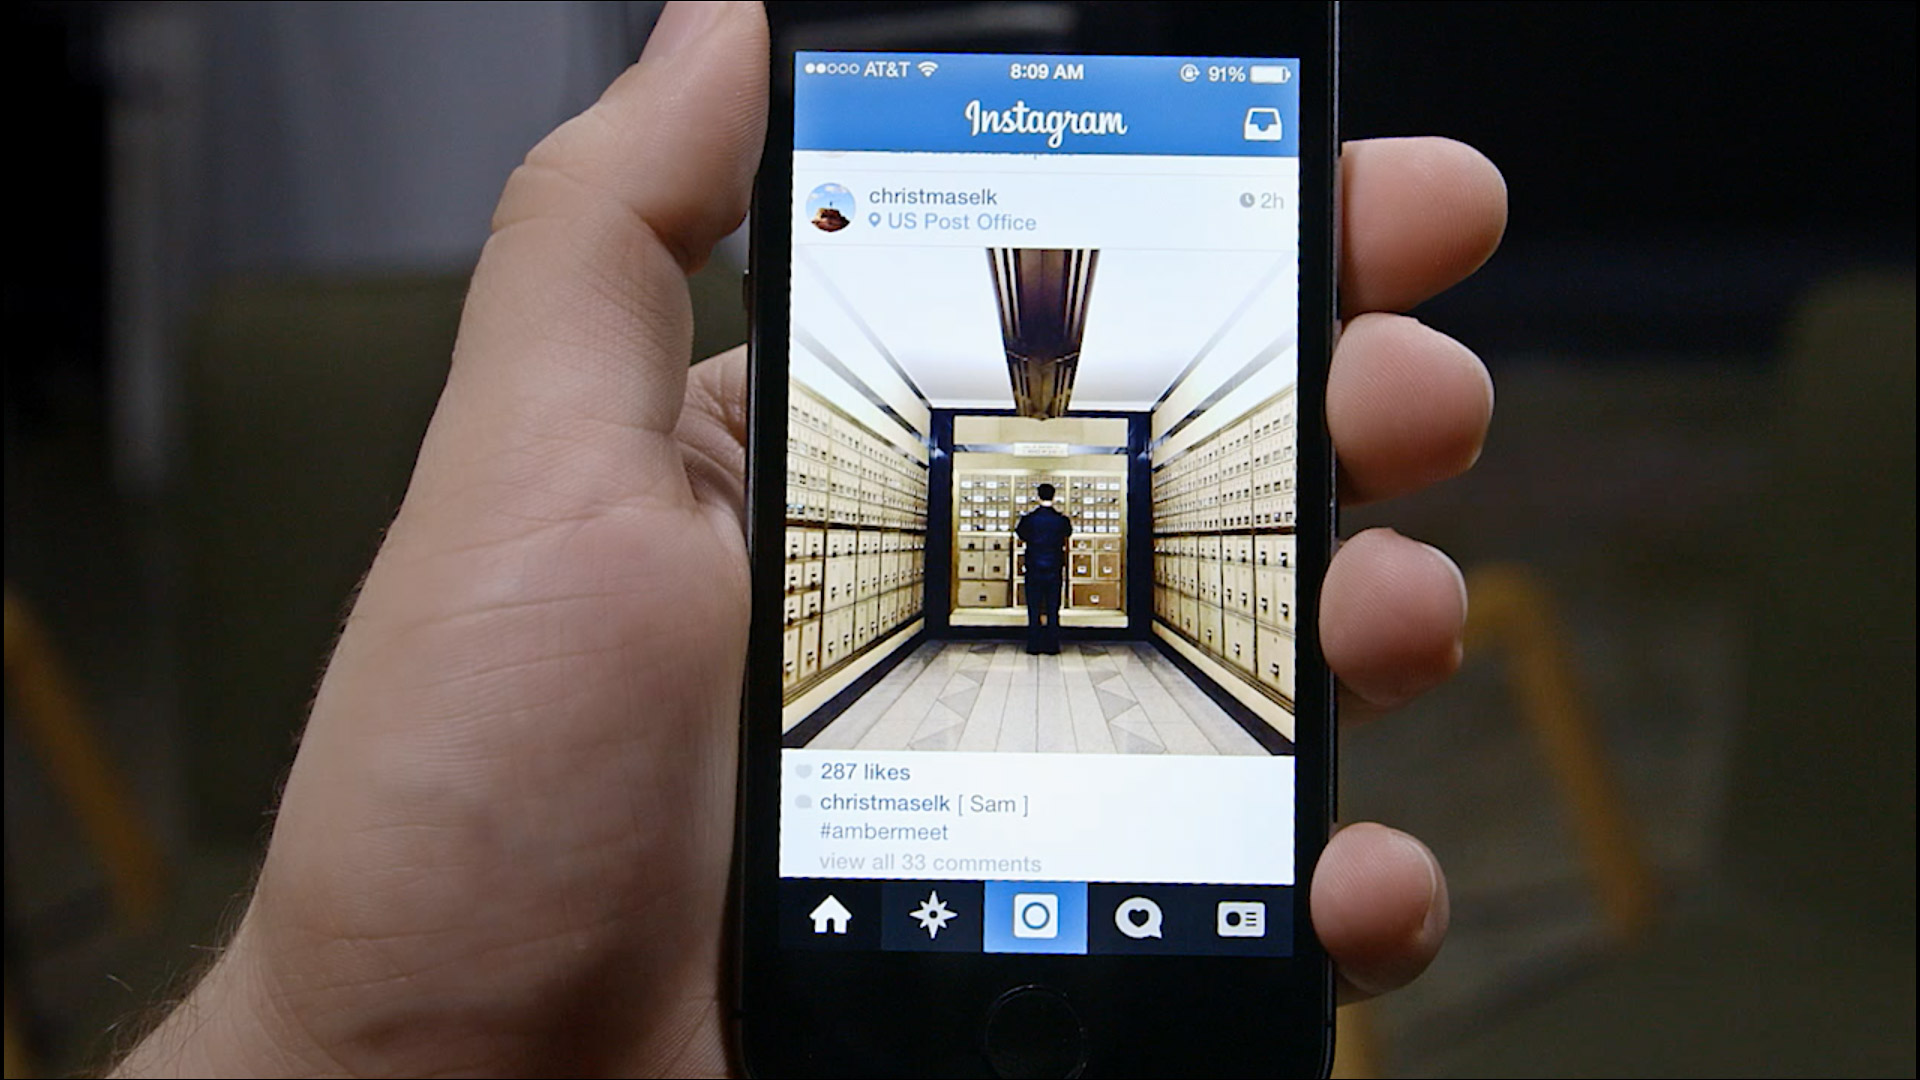 AT&T 8:09 AM 91%
Instagram
christmaselk 2h
US Post Office
287 likes
christmaselk [ Sam ]
#ambermeet
view all 33 comments